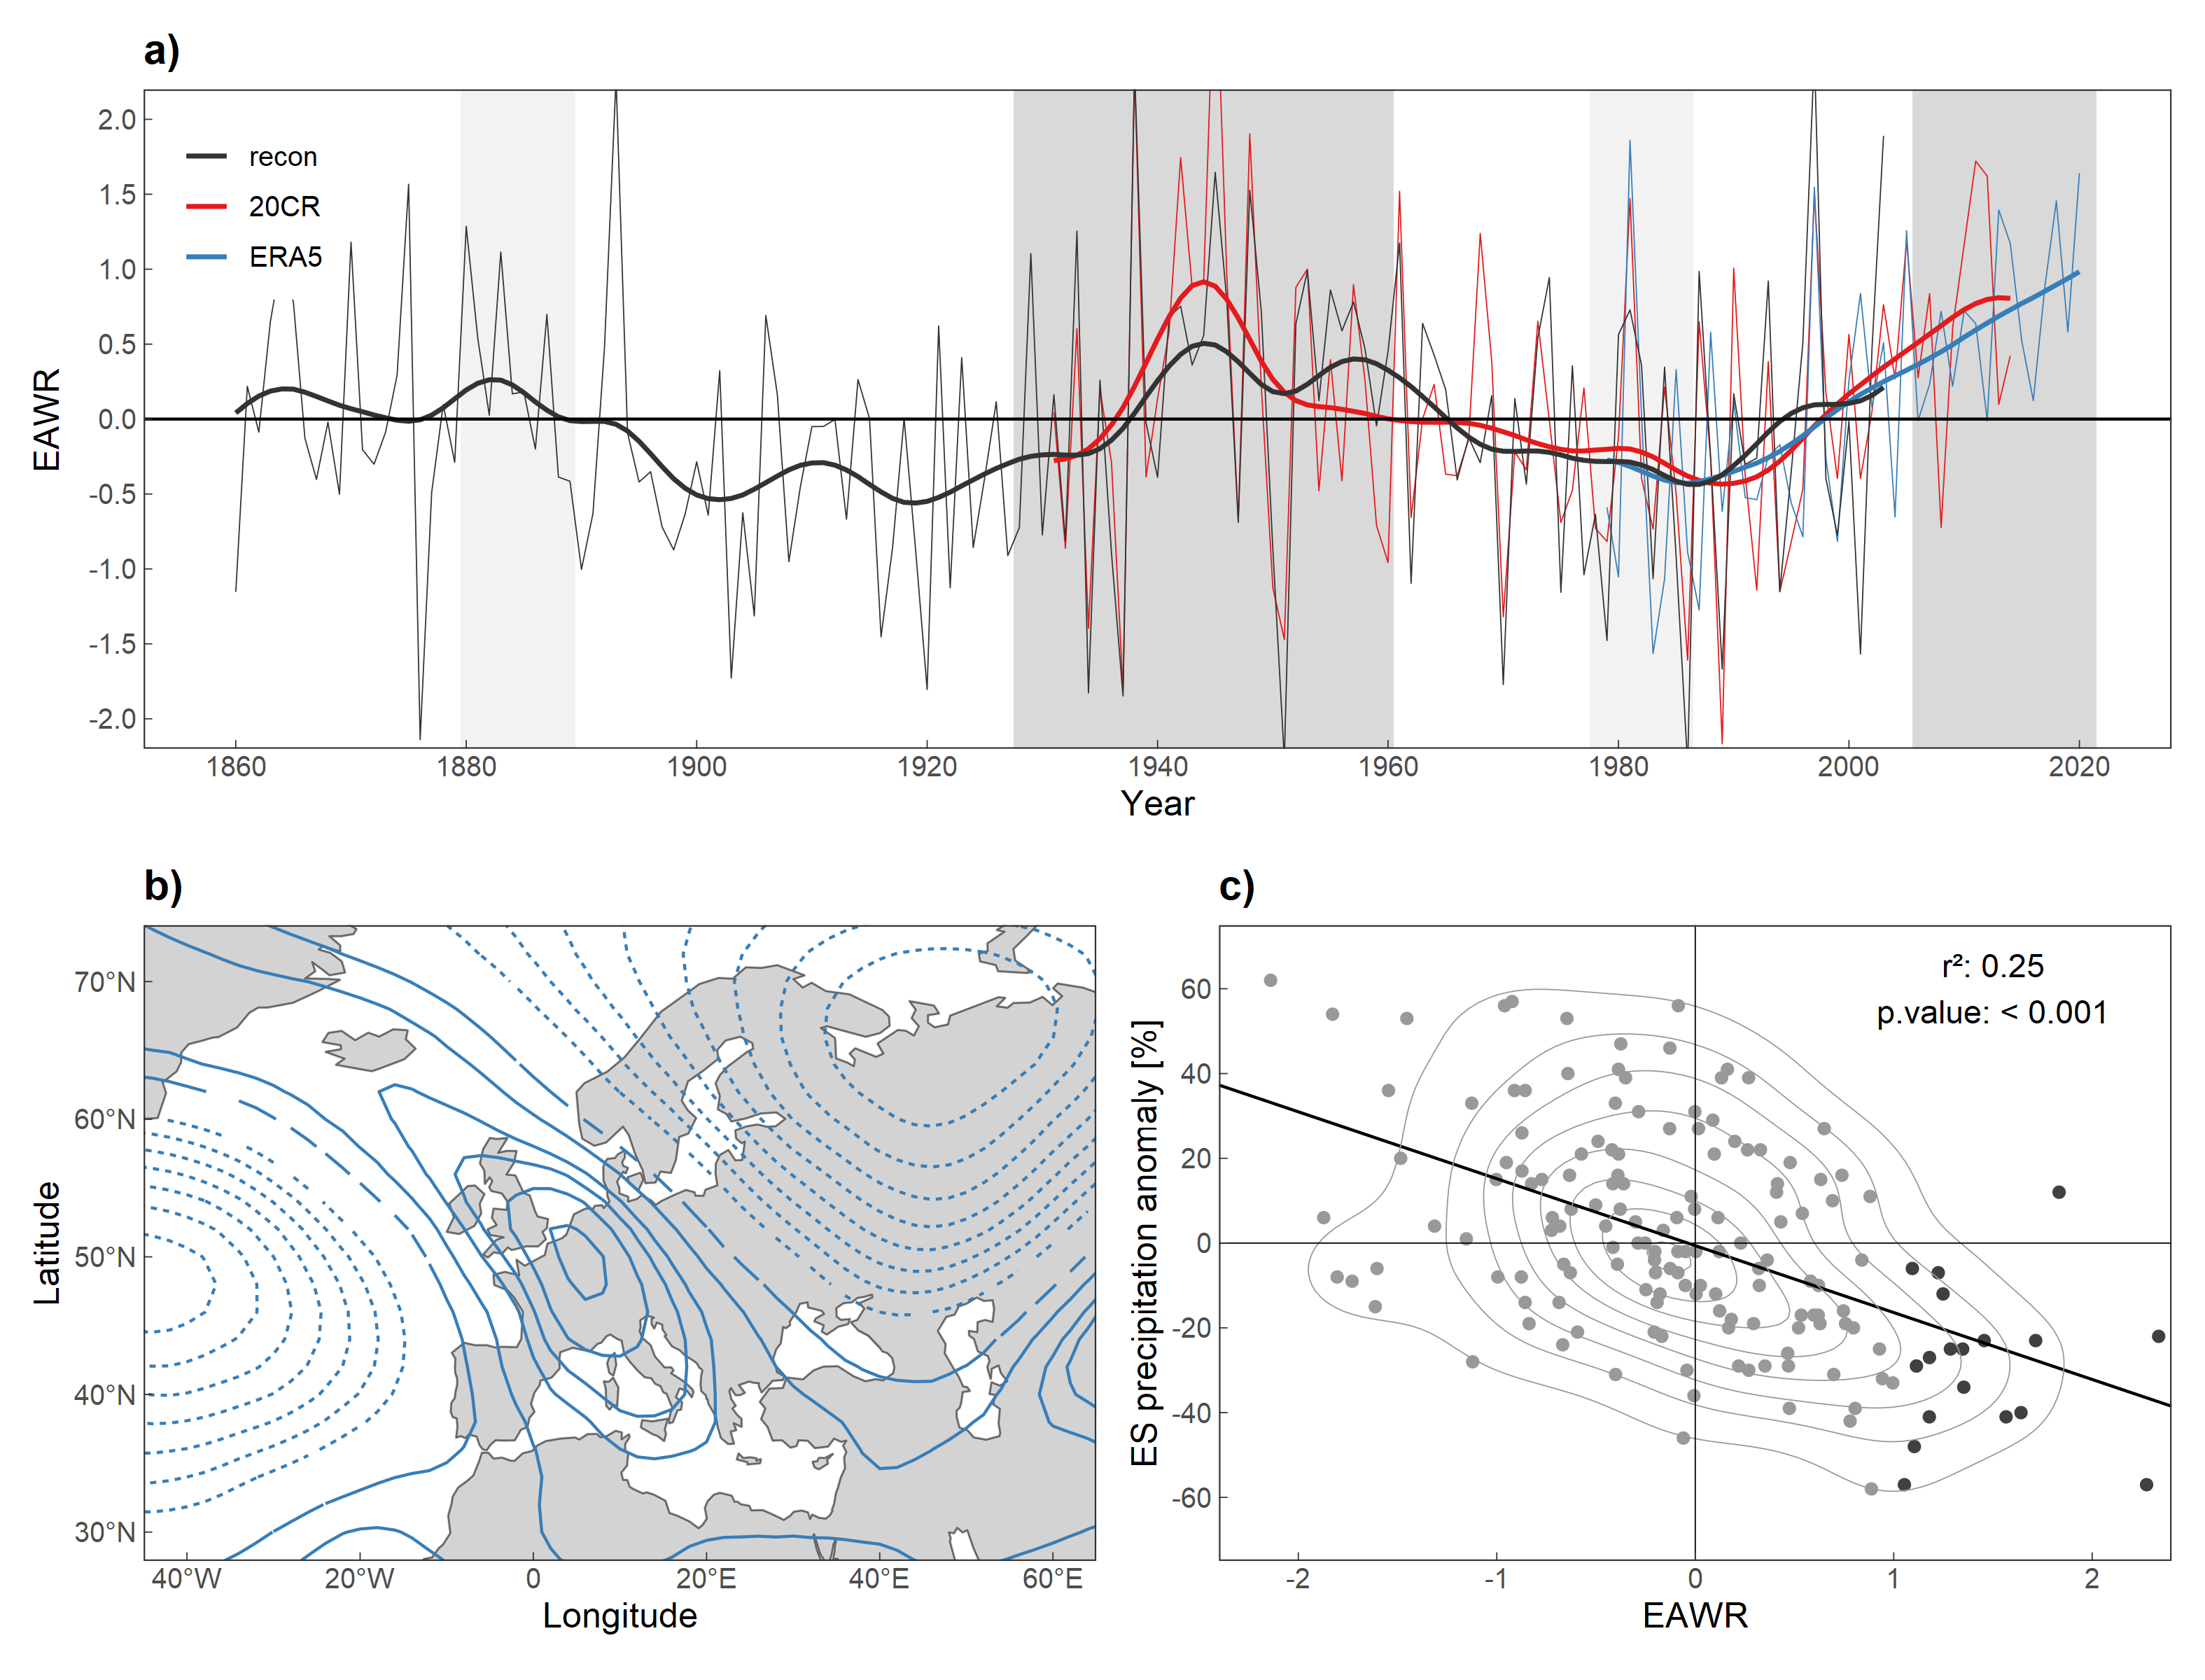 a)
EAWR
2.0
1.5
1.0
0.5
0.0
-0.5
-1.0
-1.5
-2.0
recon
20CR
ERA5
1860 1880 1900 1920 1940 1960 1980 2000 2020
Year
b)
Latitude
70°N
60°N
50°N
40°N
30°N
40°W 20°W 0 20°E 40°E 60°E
Longitude
c)
ES precipitation anomaly [%]
60
40
20
0
-20
-40
-60
r²: 0.25
p.value: < 0.001
-2 -1 0 1 2
EAWR